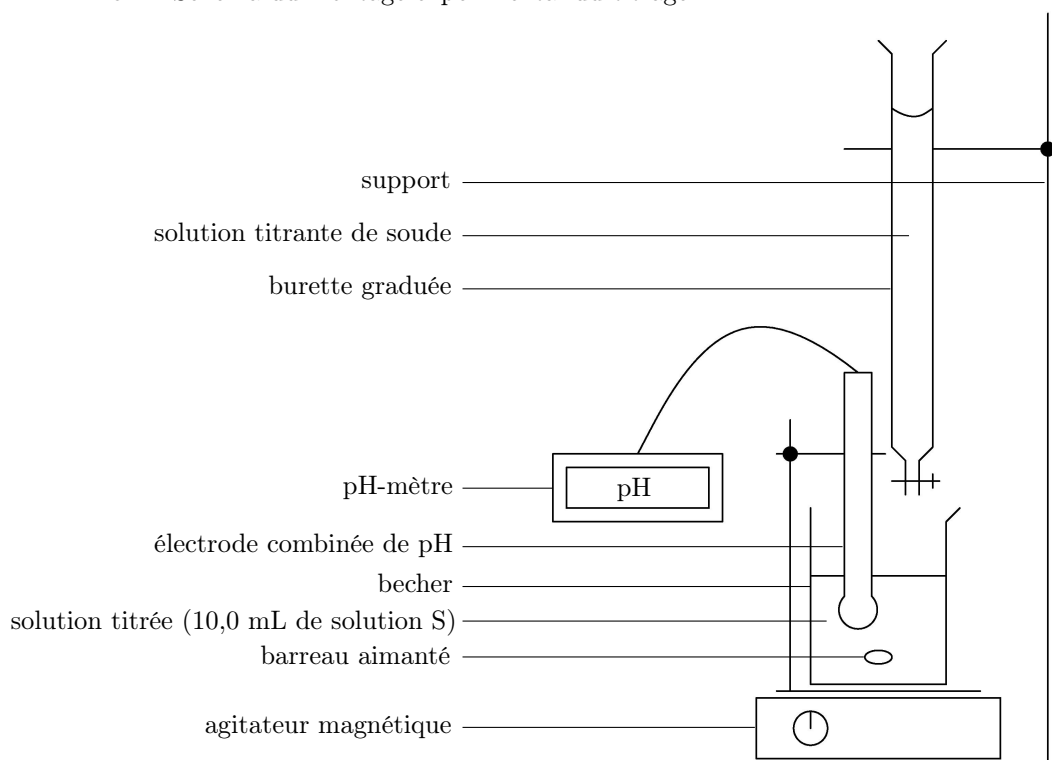 support
solution titrante de soude
burette graduée
pH-mètre
pH
électrode combinée de pH
becher
solution titrée (10,0 mL de solution S)
barreau aimanté
agitateur magnétique